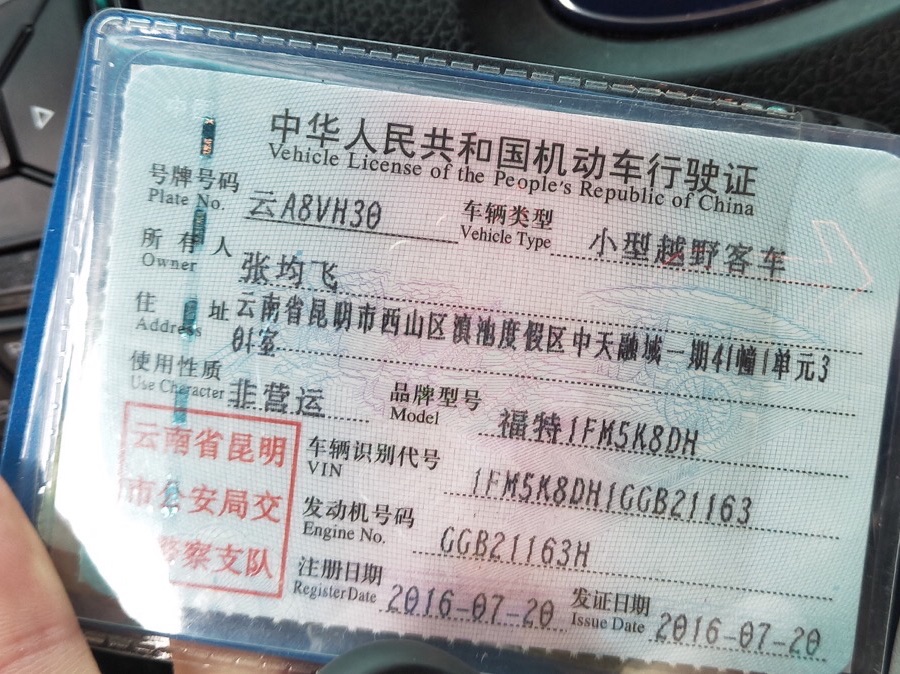 中华人民共和国机动车行驶证
Vehicle License of the People's Republic of China
号牌号码 云A8VH30 车辆类型 小型越野客车
Plate No. Vehicle Type
所有人 张均飞
Owner
住址 云南省昆明市西山区滇池度假区中天融域一期41幢1单元3
Address 01室
使用性质 非营运 品牌型号 福特1FM5K8DH
Use Character Model
车辆识别代号 1FM5K8DH1GGB21163
VIN
发动机号码 GGB21163H
Engine No.
注册日期 2016-07-20 发证日期 2016-07-20
RegisterDate Issue Date
云南省昆明
市公安局交
警察支队